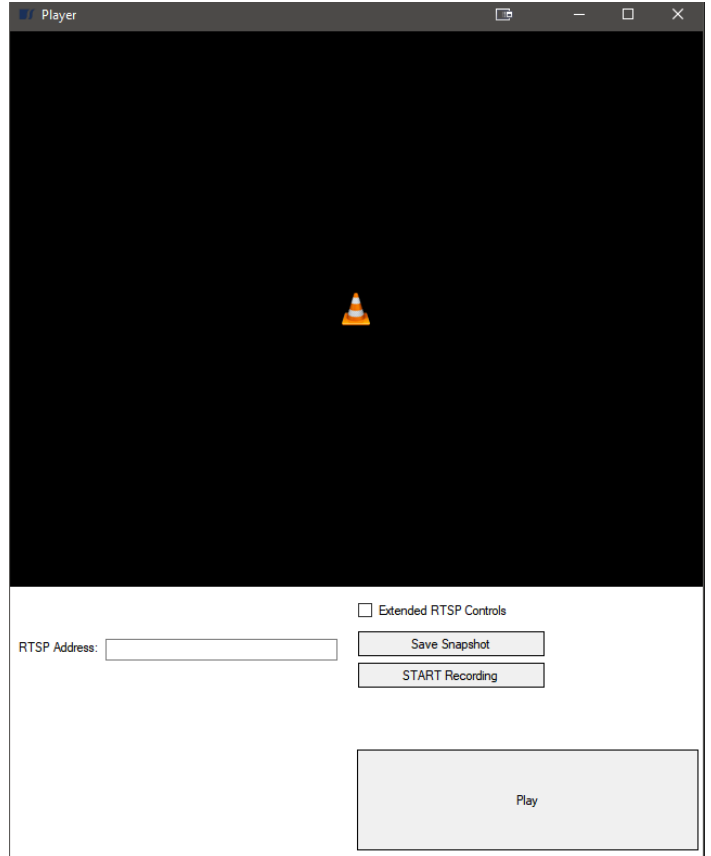 Player
Extended RTSP Controls
RTSP Address:
Save Snapshot
START Recording
Play